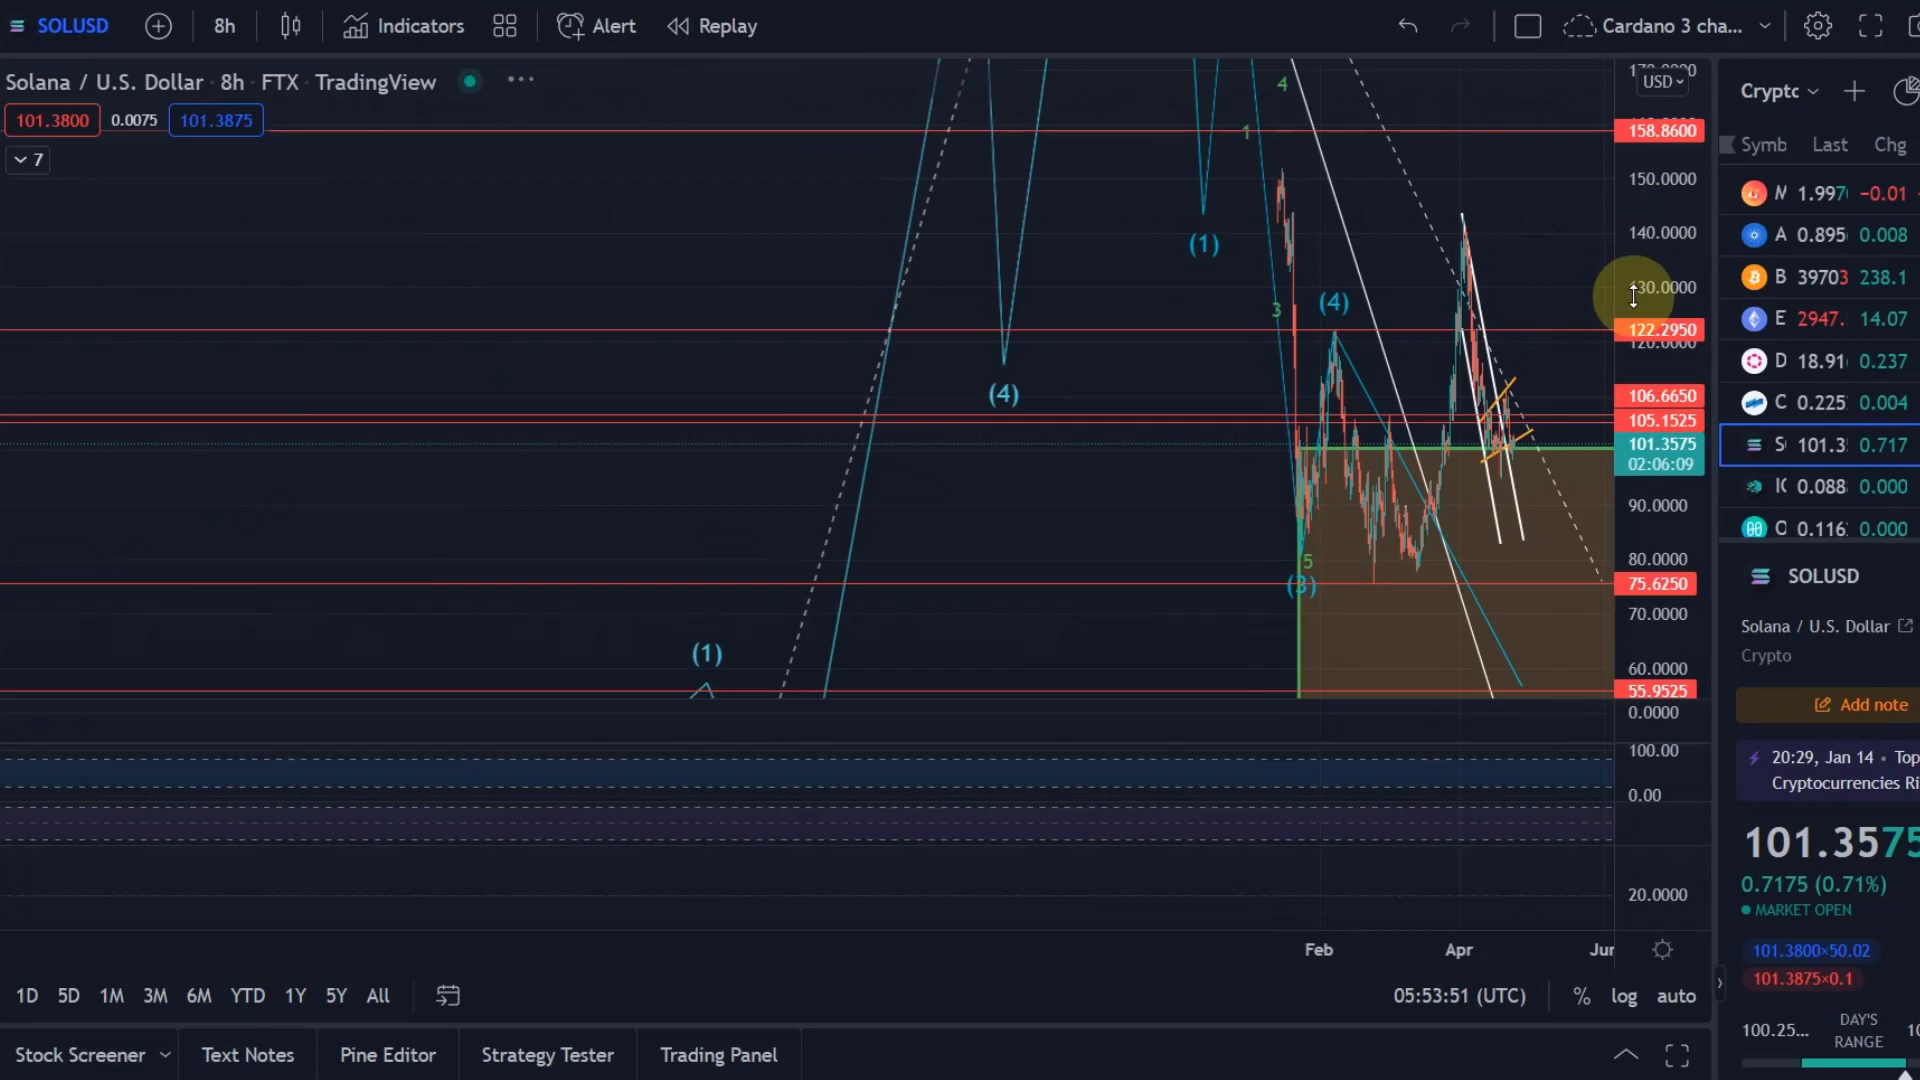 SOLUSD 8h Indicators Alert Replay Cardano 3 cha...
Solana / U.S. Dollar · 8h · FTX · TradingView
101.3800 0.0075 101.3875
7
USD
158.8600
150.0000
140.0000
130.0000
122.2950
120.0000
106.6650
105.1525
101.3575
02:06:09
90.0000
80.0000
75.6250
70.0000
60.0000
55.9525
0.0000
100.00
0.00
20.0000
4
1
(1)
3
(4)
(4)
5
(3)
(1)
Feb Apr Jun
1D 5D 1M 3M 6M YTD 1Y 5Y All
05:53:51 (UTC) % log auto
Stock Screener Text Notes Pine Editor Strategy Tester Trading Panel
Crypto
Symb Last Chg
1.997 -0.01
A 0.895 0.008
B 39703 238.1
E 2947. 14.07
D 18.91 0.237
C 0.225 0.004
S 101.3 0.717
IC 0.088 0.000
O 0.116 0.000
SOLUSD
Solana / U.S. Dollar
Crypto
Add note
20:29, Jan 14 • Top
Cryptocurrencies Ri
101.3575
0.7175 (0.71%)
MARKET OPEN
101.3800×50.02
101.3875×0.1
100.25... DAY'S
RANGE